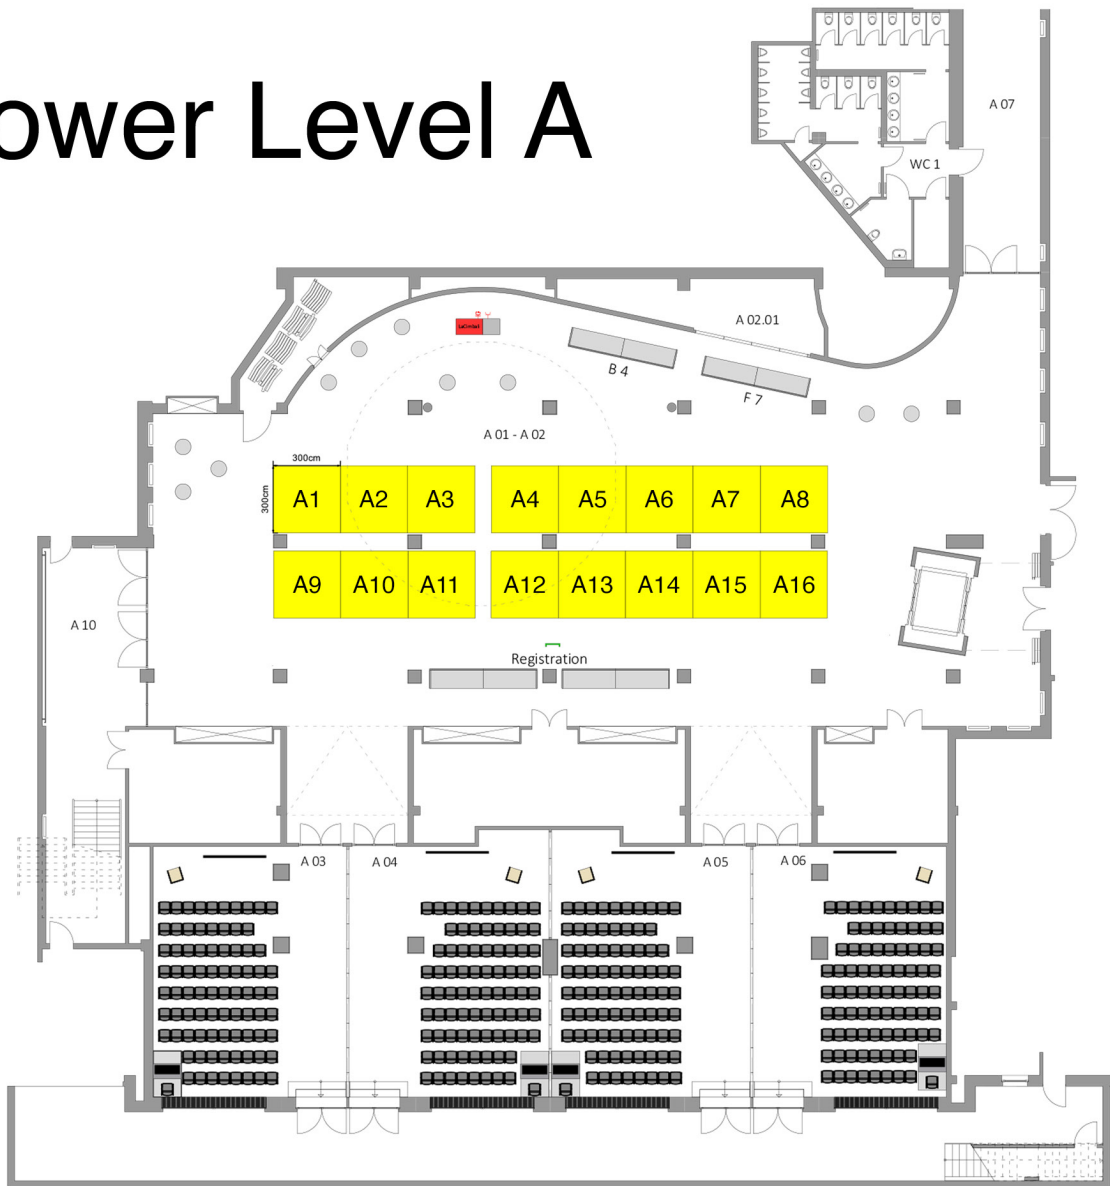 ower Level A
A 07
WC 1
A 02.01
B 4
F 7
A 01 - A 02
300cm
300cm
A1 A2 A3 A4 A5 A6 A7 A8
A9 A10 A11 A12 A13 A14 A15 A16
A 10
Registration
A 03 A 04 A 05 A 06